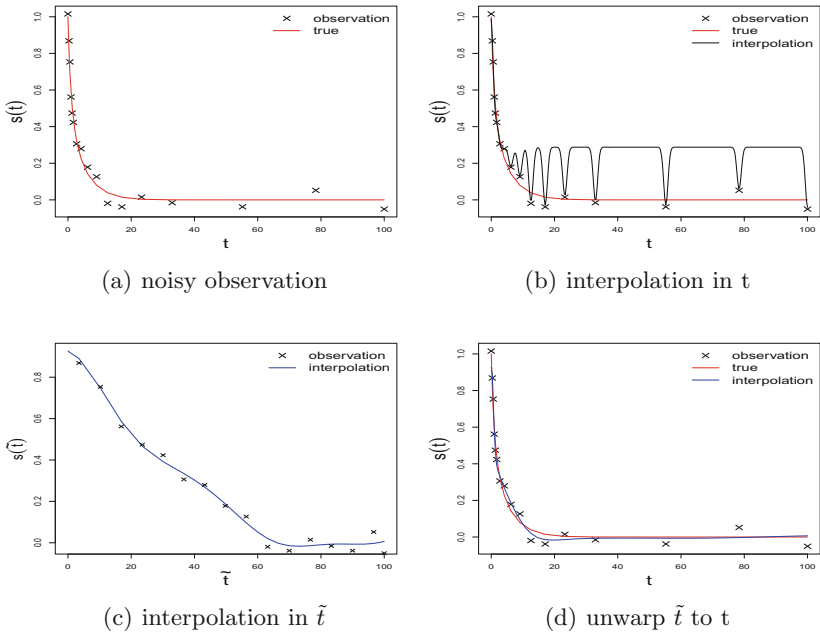 observation
true
1.0
0.8
0.6
0.4
0.2
0.0
s(t)
0
20
40
60
80
100
t
(a) noisy observation
observation
true
interpolation
1.0
0.8
0.6
0.4
0.2
0.0
s(t)
0
20
40
60
80
100
t
(b) interpolation in t
observation
interpolation
0.8
0.6
0.4
0.2
0.0
s(t̃)
0
20
40
60
80
100
t̃
(c) interpolation in t̃
observation
true
interpolation
1.0
0.8
0.6
0.4
0.2
0.0
s(t)
0
20
40
60
80
100
t
(d) unwarp t̃ to t